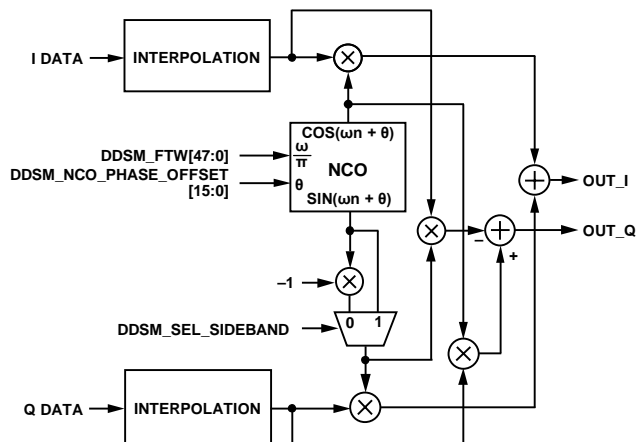 I DATA
INTERPOLATION
COS(ωn + θ)
ω
π
NCO
θ
SIN(ωn + θ)
DDSM_FTW[47:0]
DDSM_NCO_PHASE_OFFSET
[15:0]
OUT_I
OUT_Q
–
+
–1
0 1
DDSM_SEL_SIDEBAND
Q DATA
INTERPOLATION